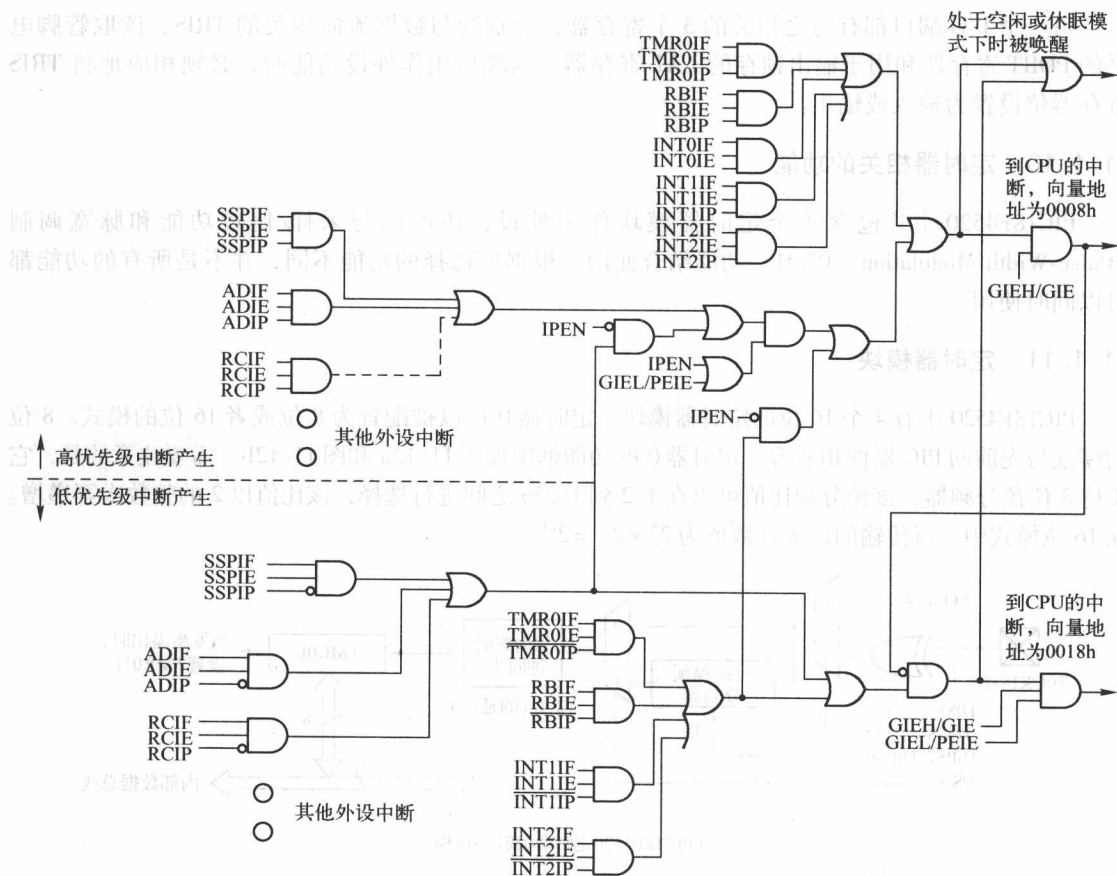 处于空闲或休眠模
式下时被唤醒
TMR0IF
TMR0IE
TMR0IP
RBIF
RBIE
RBIP
INT0IF
INT0IE
INT1IF
INT1IE
INT1IP
INT2IF
INT2IE
INT2IP
到CPU的中
断，向量地
址为0008h
GIEH/GIE
SSPIF
SSPIE
SSPIP
ADIF
ADIE
ADIP
RCIF
RCIE
RCIP
IPEN
IPEN
GIEL/PEIE
IPEN
其他外设中断
高优先级中断产生
低优先级中断产生
SSPIF
SSPIE
SSPIP
ADIF
ADIE
ADIP
RCIF
RCIE
RCIP
其他外设中断
TMR0IF
TMR0IE
TMR0IP
RBIF
RBIE
RBIP
INT1IF
INT1IE
INT1IP
INT2IF
INT2IE
INT2IP
到CPU的中
断，向量地
址为0018h
GIEH/GIE
GIEL/PEIE